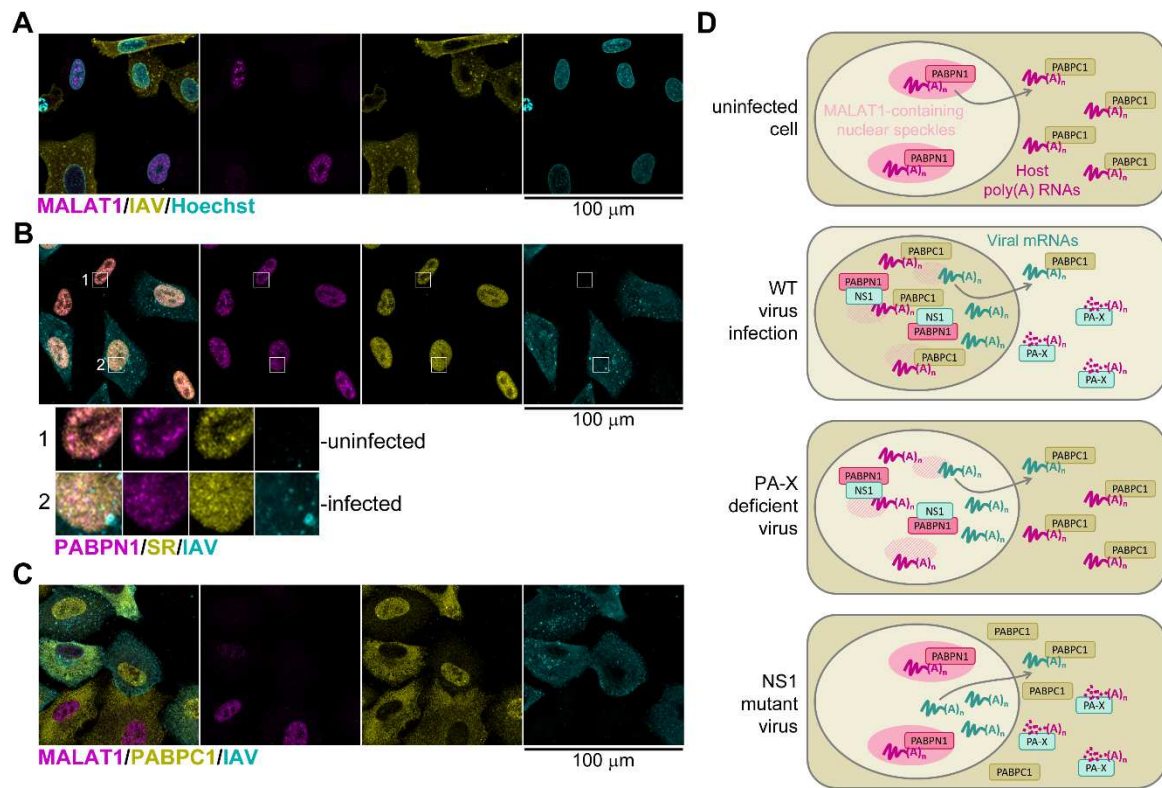 A
MALAT1/IAV/Hoechst
100 μm
B
1
2
100 μm
1
-uninfected
2
-infected
PABPN1/SR/IAV
C
MALAT1/PABPC1/IAV
100 μm
D
uninfected
cell
PABPN1
(A)n
MALAT1-containing
nuclear speckles
PABPN1
(A)n
PABPC1
(A)n
PABPC1
(A)n
PABPC1
(A)n
PABPC1
(A)n
Host
poly(A) RNAs
WT
virus
infection
Viral mRNAs
PABPC1
(A)n
(A)n
PABPN1
NS1
PABPC1
(A)n
NS1
PABPN1
(A)n
(A)n
PABPC1
(A)n
PABPC1
(A)n
(A)n
PA-X
(A)n
PA-X
(A)n
PA-X
PA-X
deficient
virus
(A)n
(A)n
PABPN1
NS1
(A)n
NS1
PABPN1
(A)n
(A)n
(A)n
PABPC1
(A)n
PABPC1
(A)n
PABPC1
(A)n
PABPC1
(A)n
NS1
mutant
virus
PABPN1
(A)n
(A)n
(A)n
(A)n
PABPN1
(A)n
PABPC1
PABPC1
(A)n
PABPC1
(A)n
PA-X
(A)n
PA-X
(A)n
PA-X
PABPC1